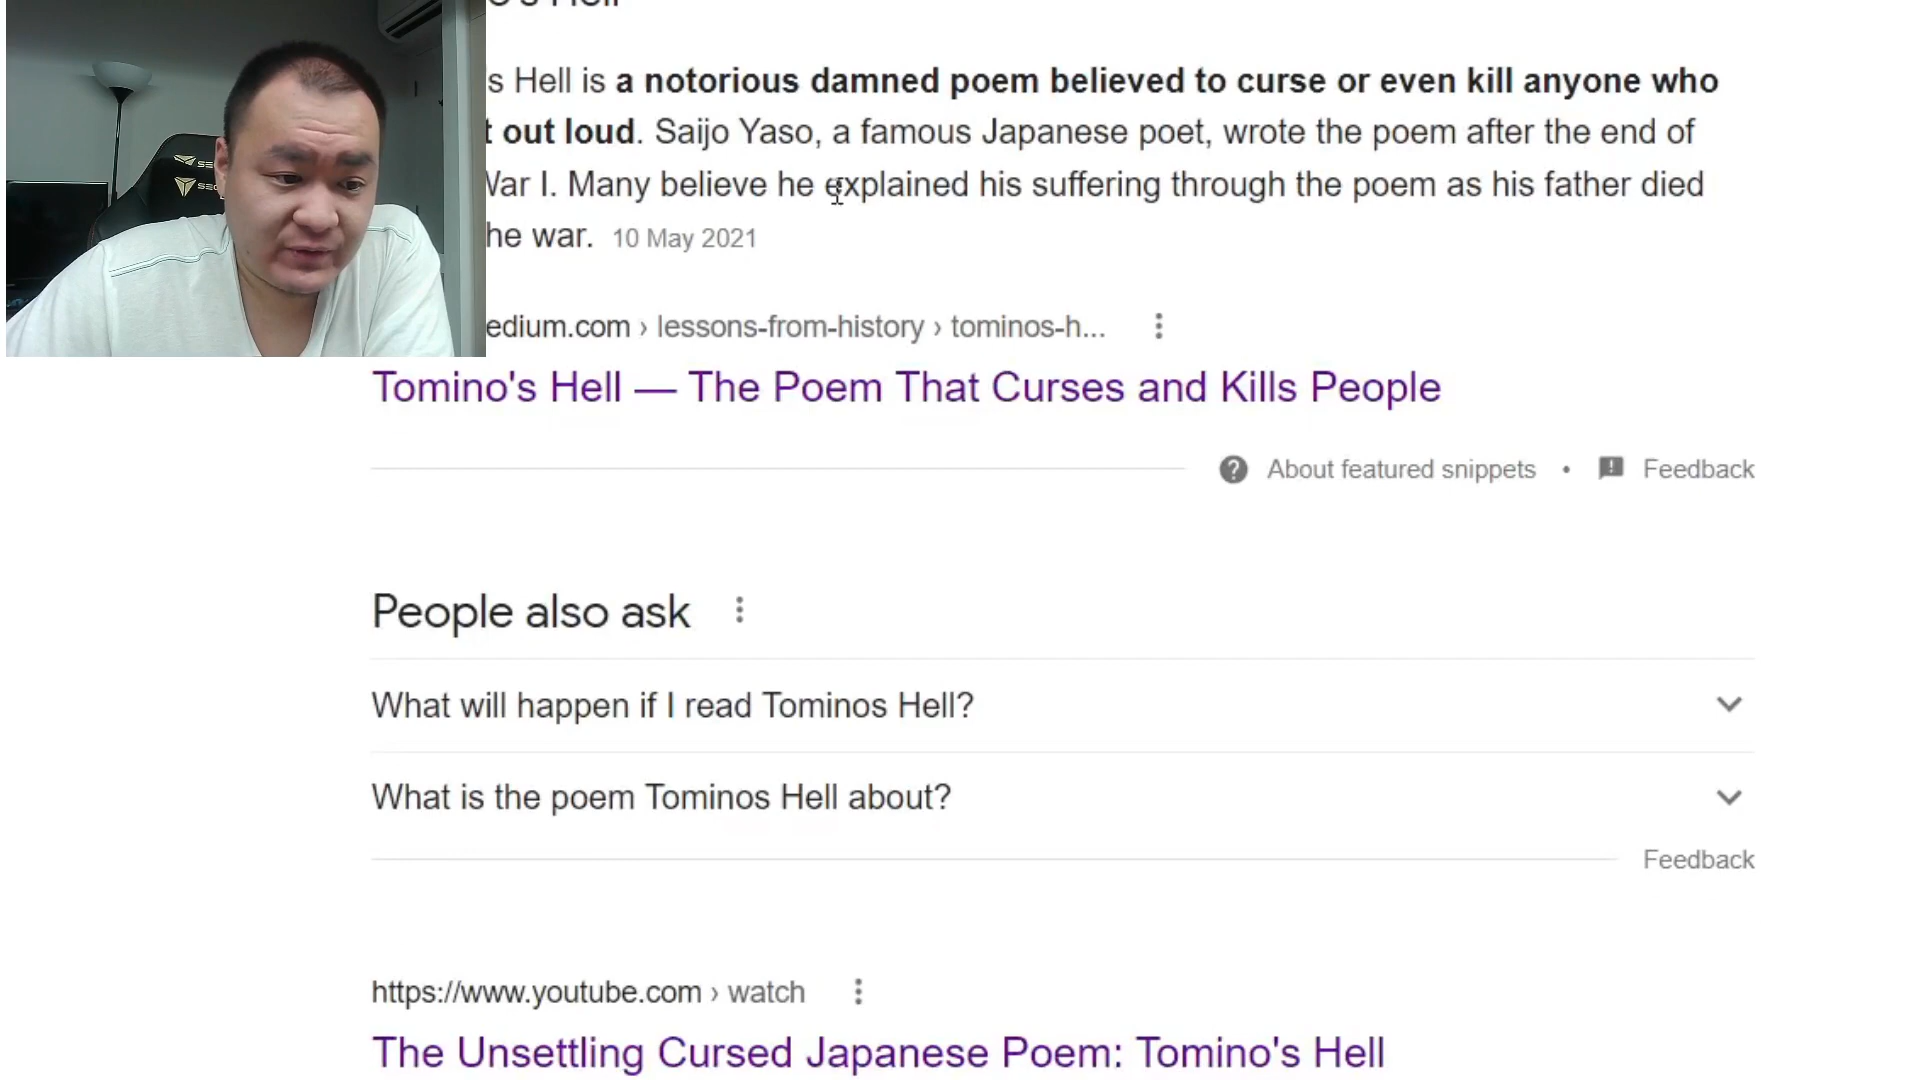 s Hell is a notorious damned poem believed to curse or even kill anyone who
t out loud. Saijo Yaso, a famous Japanese poet, wrote the poem after the end of
War I. Many believe he explained his suffering through the poem as his father died
he war. 10 May 2021
edium.com › lessons-from-history › tominos-h...
Tomino's Hell — The Poem That Curses and Kills People
About featured snippets • Feedback
People also ask
What will happen if I read Tominos Hell?
What is the poem Tominos Hell about?
Feedback
https://www.youtube.com › watch
The Unsettling Cursed Japanese Poem: Tomino's Hell